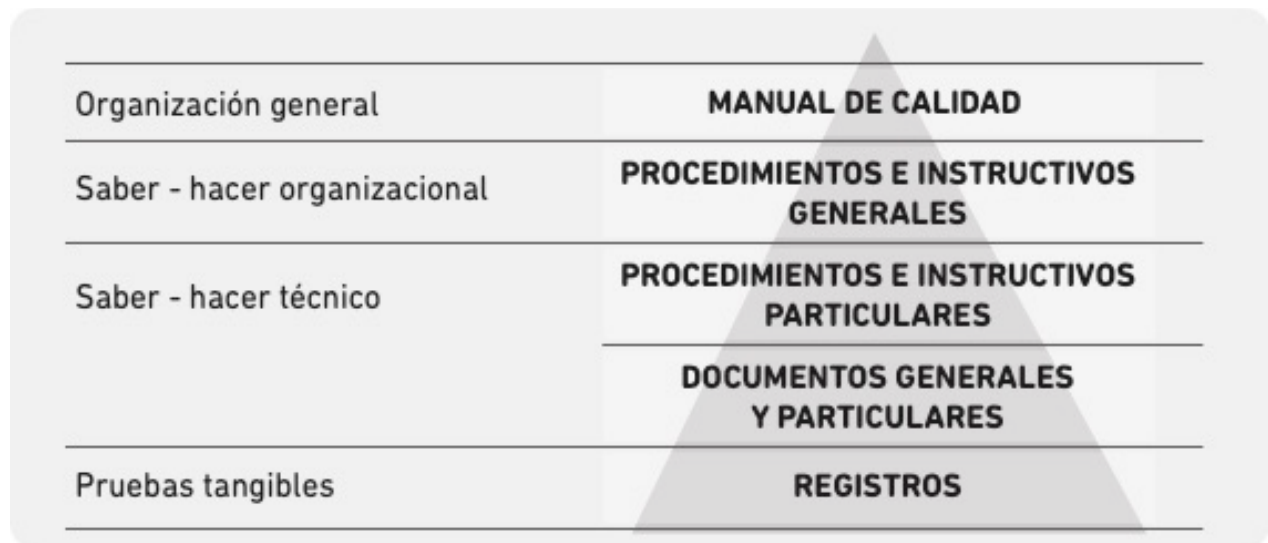 Organización general
MANUAL DE CALIDAD
Saber - hacer organizacional
PROCEDIMIENTOS E INSTRUCTIVOS
GENERALES
Saber - hacer técnico
PROCEDIMIENTOS E INSTRUCTIVOS
PARTICULARES
DOCUMENTOS GENERALES
Y PARTICULARES
Pruebas tangibles
REGISTROS